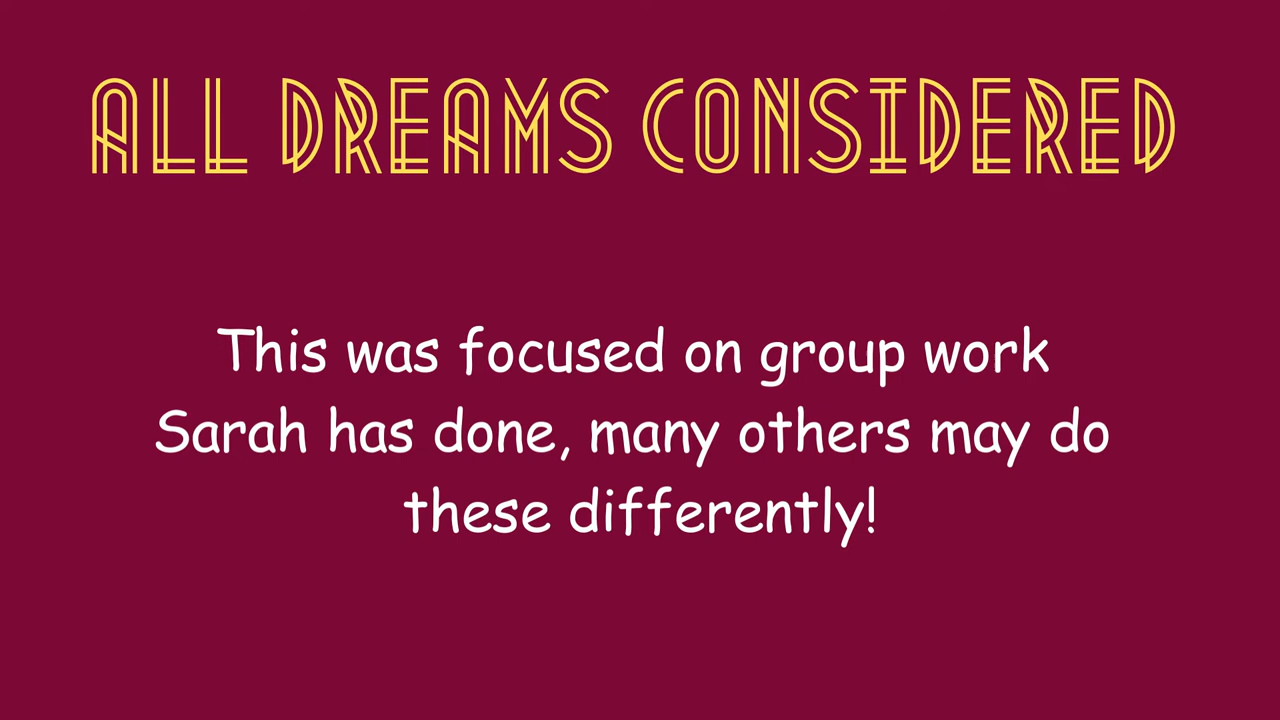 ALL DREAMS CONSIDERED
This was focused on group work
Sarah has done, many others may do
these differently!